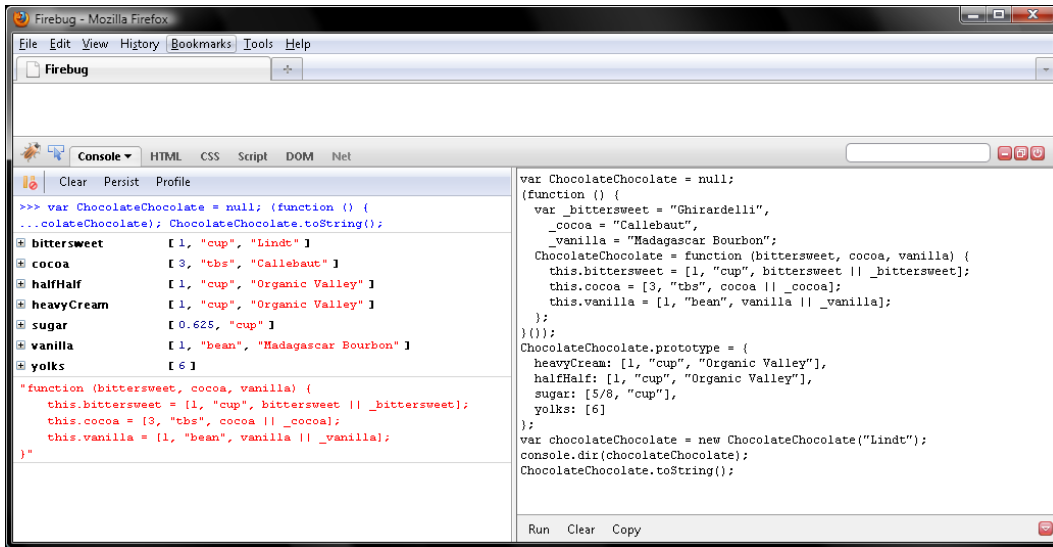 Firebug - Mozilla Firefox
File Edit View History Bookmarks Tools Help
Firebug
Console HTML CSS Script DOM Net
Clear Persist Profile
>>> var ChocolateChocolate = null; (function () {
...colateChocolate); ChocolateChocolate.toString();
bittersweet [ 1, "cup", "Lindt" ]
cocoa [ 3, "tbs", "Callebaut" ]
halfHalf [ 1, "cup", "Organic Valley" ]
heavyCream [ 1, "cup", "Organic Valley" ]
sugar [ 0.625, "cup" ]
vanilla [ 1, "bean", "Madagascar Bourbon" ]
yolks [ 6 ]
"function (bittersweet, cocoa, vanilla) {
this.bittersweet = [1, "cup", bittersweet || _bittersweet];
this.cocoa = [3, "tbs", cocoa || _cocoa];
this.vanilla = [1, "bean", vanilla || _vanilla];
}"
var ChocolateChocolate = null;
(function () {
var _bittersweet = "Ghirardelli",
_cocoa = "Callebaut",
_vanilla = "Madagascar Bourbon";
ChocolateChocolate = function (bittersweet, cocoa, vanilla) {
this.bittersweet = [1, "cup", bittersweet || _bittersweet];
this.cocoa = [3, "tbs", cocoa || _cocoa];
this.vanilla = [1, "bean", vanilla || _vanilla];
};
}());
ChocolateChocolate.prototype = {
heavyCream: [1, "cup", "Organic Valley"],
halfHalf: [1, "cup", "Organic Valley"],
sugar: [5/8, "cup"],
yolks: [6]
};
var chocolateChocolate = new ChocolateChocolate("Lindt");
console.dir(chocolateChocolate);
ChocolateChocolate.toString();
Run Clear Copy